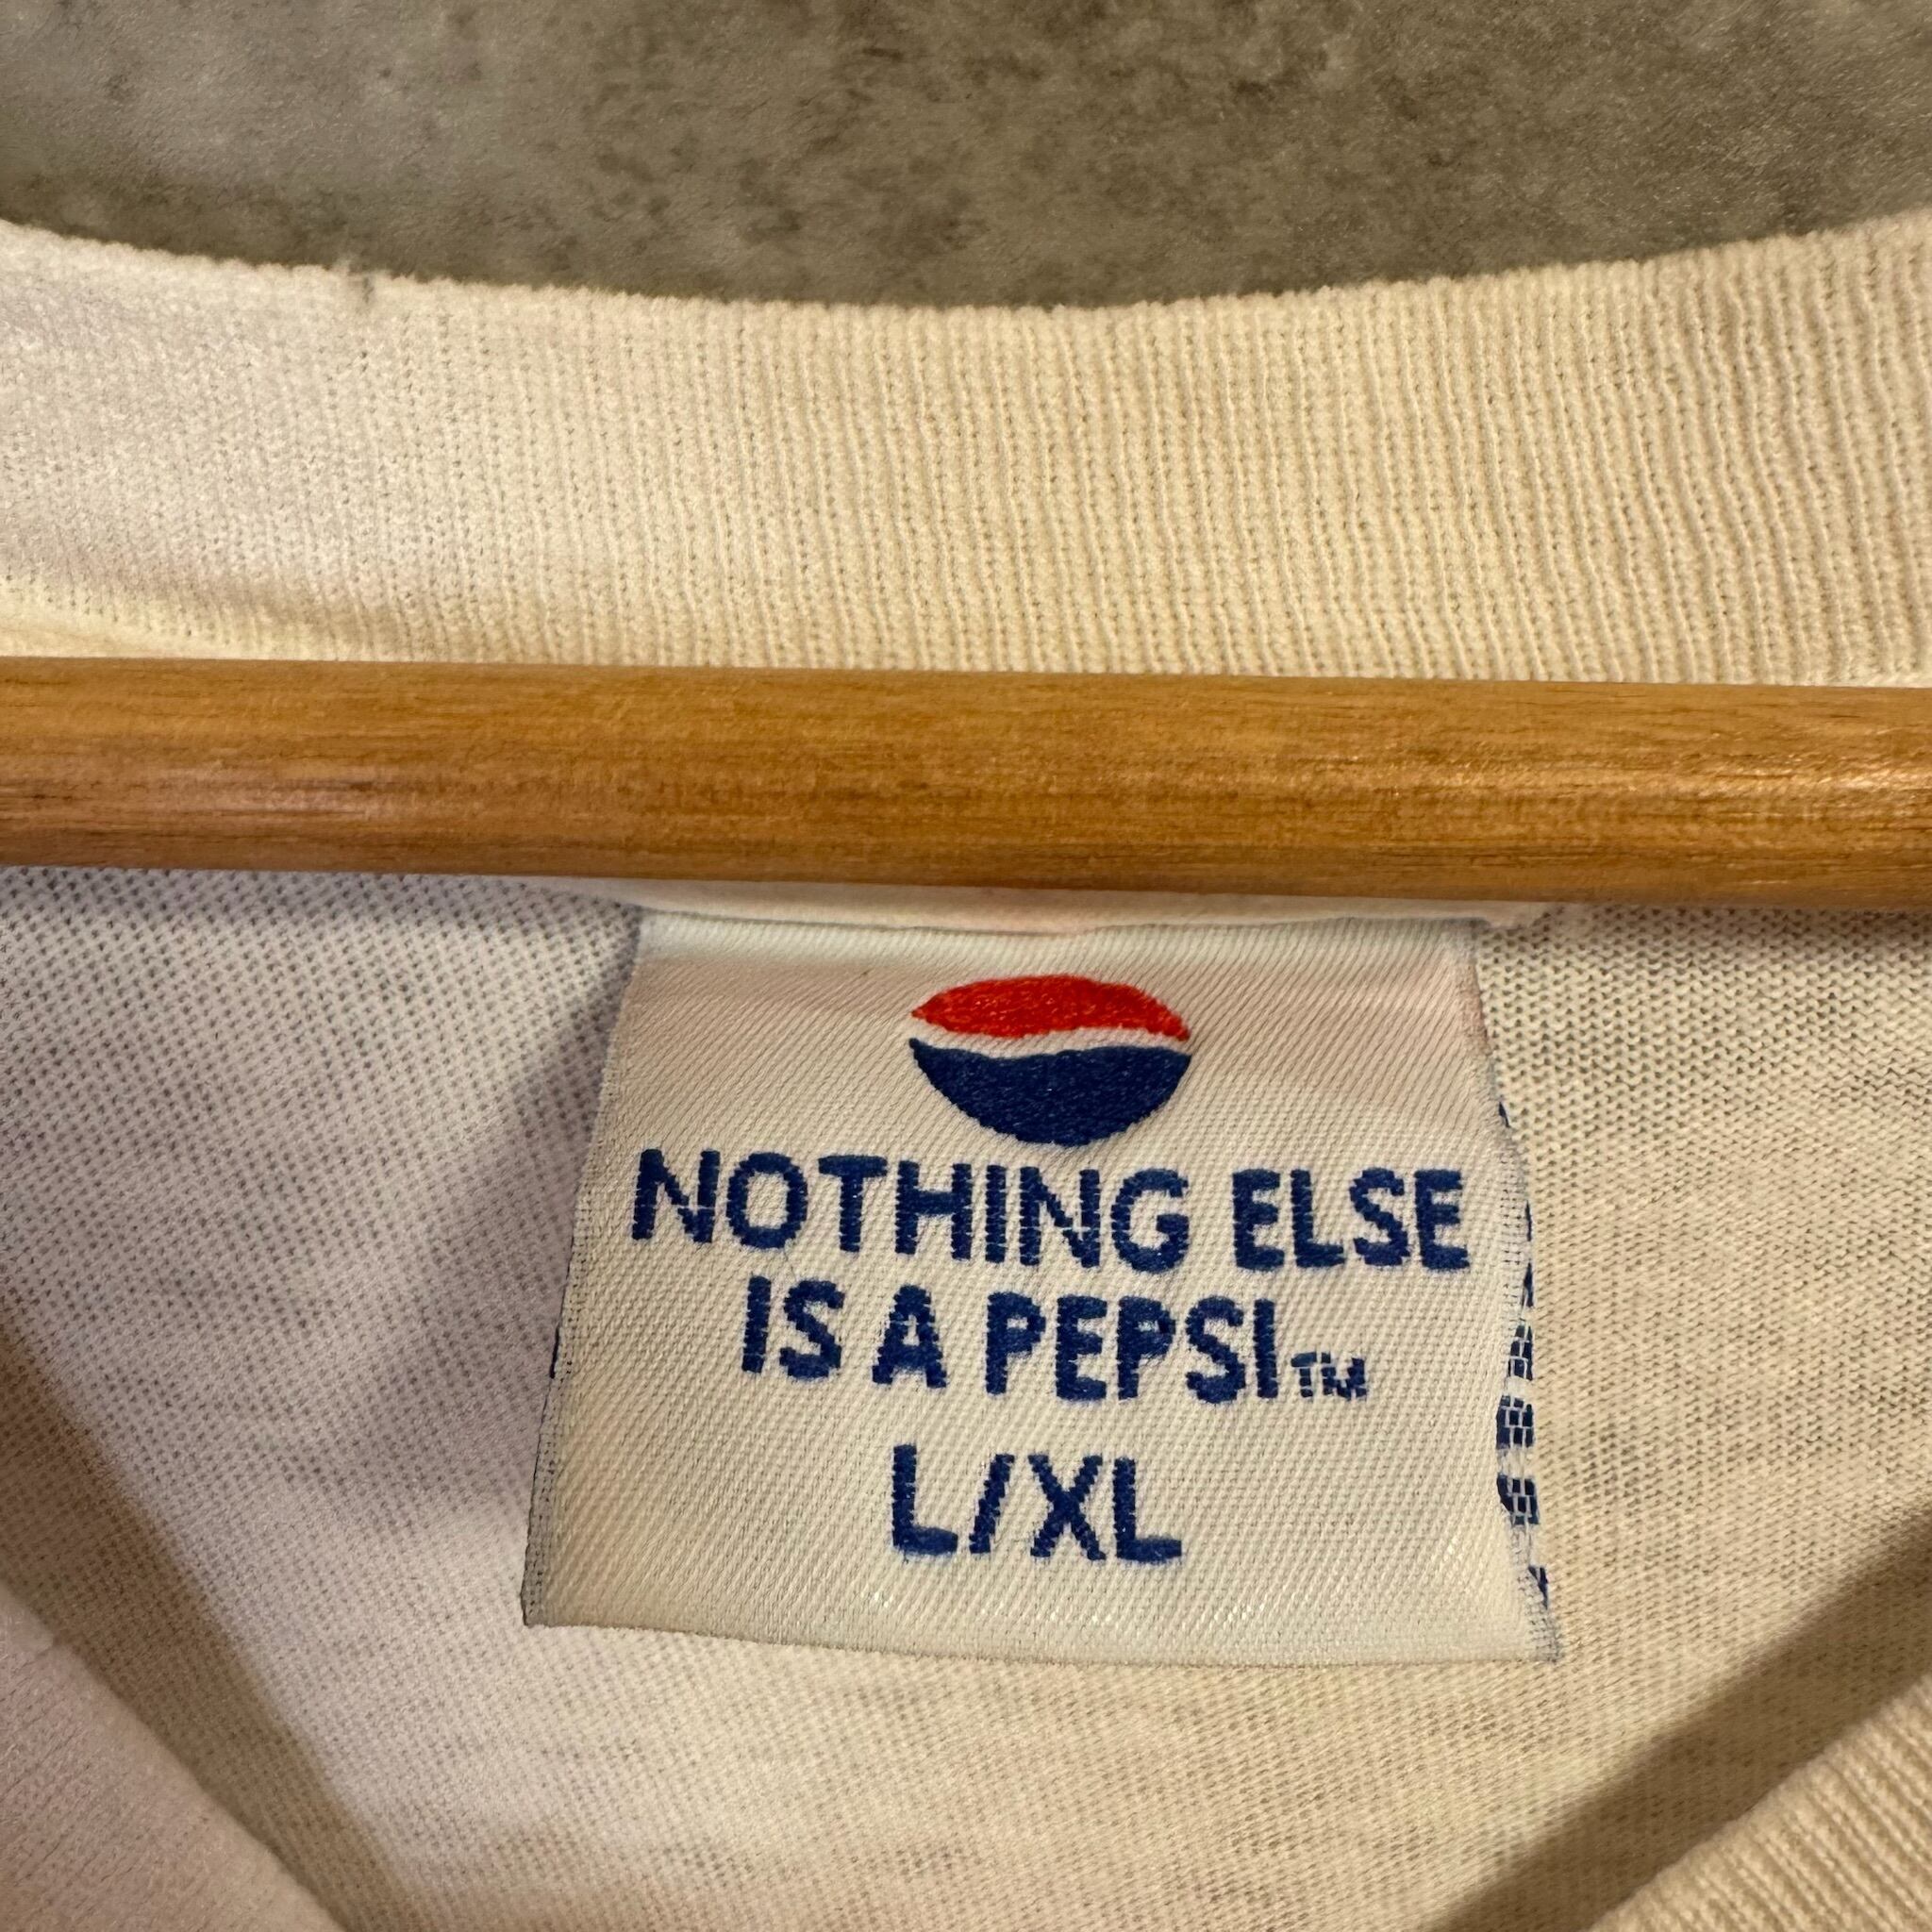 NOTHING ELSE
IS A PEPSI™
L/XL